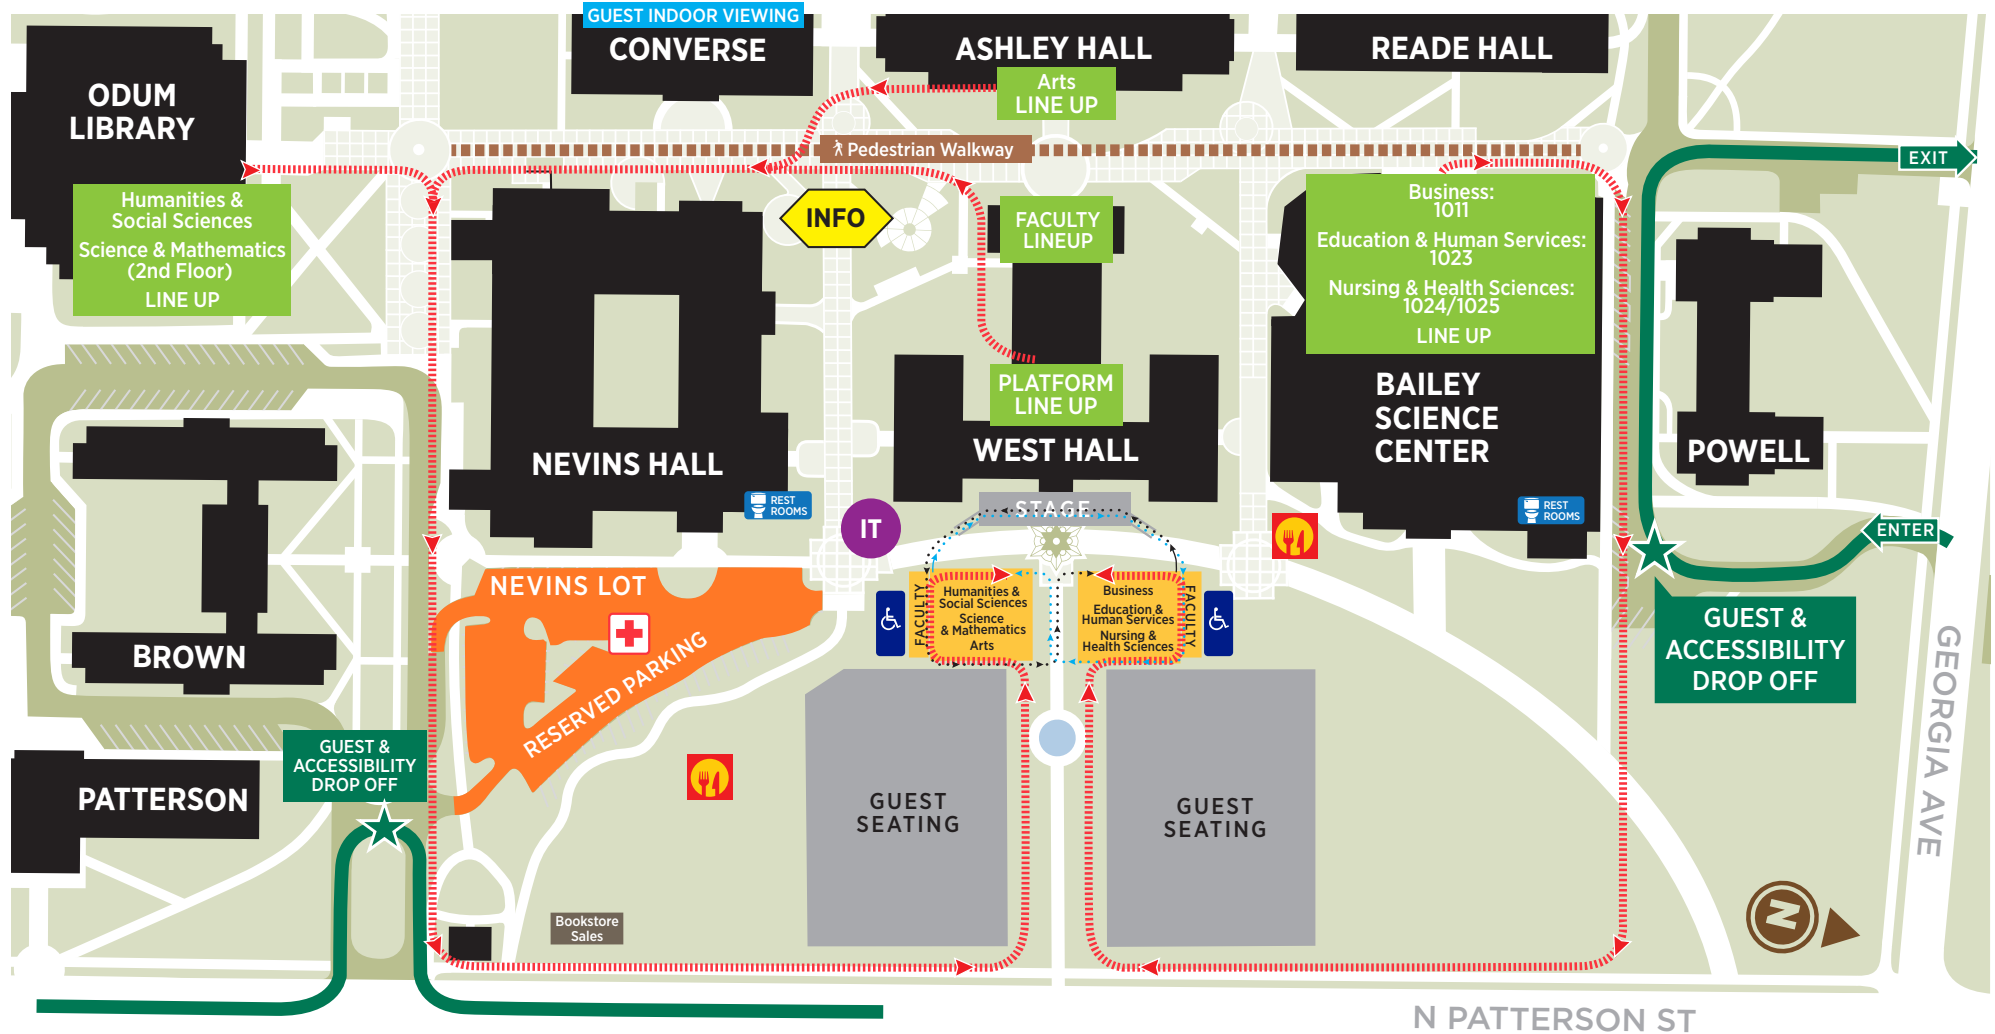 GUEST INDOOR VIEWING
CONVERSE
ASHLEY HALL
READE HALL
Arts
LINE UP
ODUM
LIBRARY
Pedestrian Walkway
EXIT
Humanities &
Social Sciences
Science & Mathematics
(2nd Floor)
LINE UP
INFO
FACULTY
LINEUP
Business:
1011
Education & Human Services:
1023
Nursing & Health Sciences:
1024/1025
LINE UP
PLATFORM
LINE UP
BAILEY
SCIENCE
CENTER
NEVINS HALL
WEST HALL
POWELL
REST
ROOMS
IT
STAGE
REST
ROOMS
ENTER
NEVINS LOT
RESERVED PARKING
FACULTY
Humanities &
Social Sciences
Science
& Mathematics
Arts
Business
Education &
Human Services
Nursing &
Health Sciences
FACULTY
GUEST &
ACCESSIBILITY
DROP OFF
BROWN
GEORGIA AVE
GUEST &
ACCESSIBILITY
DROP OFF
PATTERSON
GUEST
SEATING
GUEST
SEATING
Bookstore
Sales
N
N PATTERSON ST